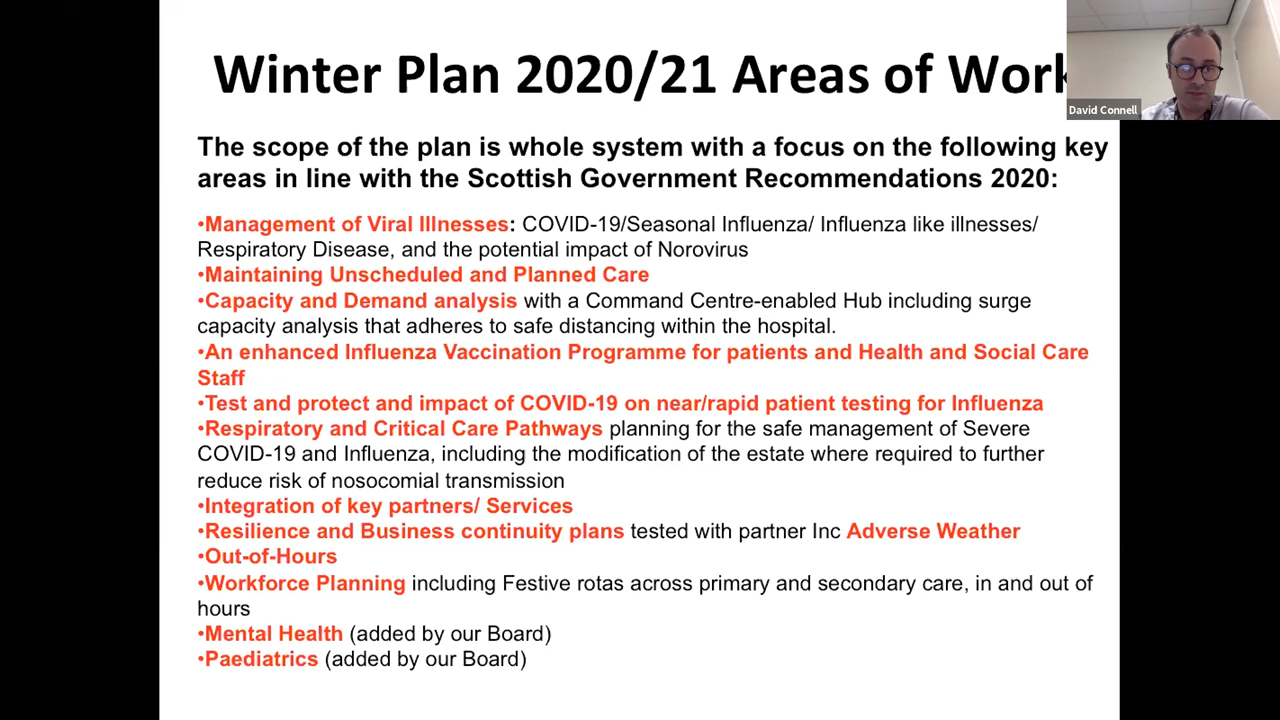 Winter Plan 2020/21 Areas of Work
David Connell
The scope of the plan is whole system with a focus on the following key
areas in line with the Scottish Government Recommendations 2020:
•Management of Viral Illnesses: COVID-19/Seasonal Influenza/ Influenza like illnesses/
Respiratory Disease, and the potential impact of Norovirus
•Maintaining Unscheduled and Planned Care
•Capacity and Demand analysis with a Command Centre-enabled Hub including surge
capacity analysis that adheres to safe distancing within the hospital.
•An enhanced Influenza Vaccination Programme for patients and Health and Social Care
Staff
•Test and protect and impact of COVID-19 on near/rapid patient testing for Influenza
•Respiratory and Critical Care Pathways planning for the safe management of Severe
COVID-19 and Influenza, including the modification of the estate where required to further
reduce risk of nosocomial transmission
•Integration of key partners/ Services
•Resilience and Business continuity plans tested with partner Inc Adverse Weather
•Out-of-Hours
•Workforce Planning including Festive rotas across primary and secondary care, in and out of
hours
•Mental Health (added by our Board)
•Paediatrics (added by our Board)